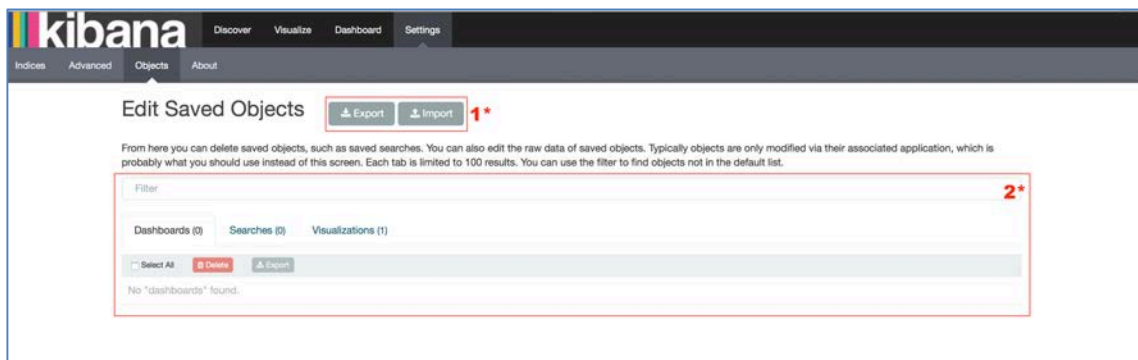 kibana Discover Visualize Dashboard Settings
Indices Advanced Objects About
Edit Saved Objects Export Import 1*
From here you can delete saved objects, such as saved searches. You can also edit the raw data of saved objects. Typically objects are only modified via their associated application, which is
probably what you should use instead of this screen. Each tab is limited to 100 results. You can use the filter to find objects not in the default list.
Filter 2*
Dashboards (0) Searches (0) Visualizations (1)
Select All Delete Export
No "dashboards" found.